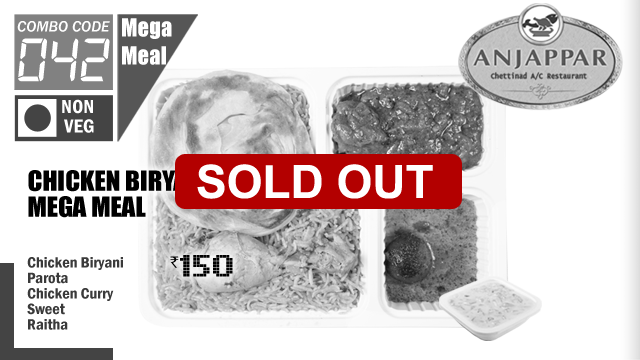 COMBO CODE
042
Mega
Meal
NON
VEG
ANJAPPAR
Chettinad A/C Restaurant
CHICKEN BIRYA
MEGA MEAL
SOLD OUT
₹150
Chicken Biryani
Parota
Chicken Curry
Sweet
Raitha